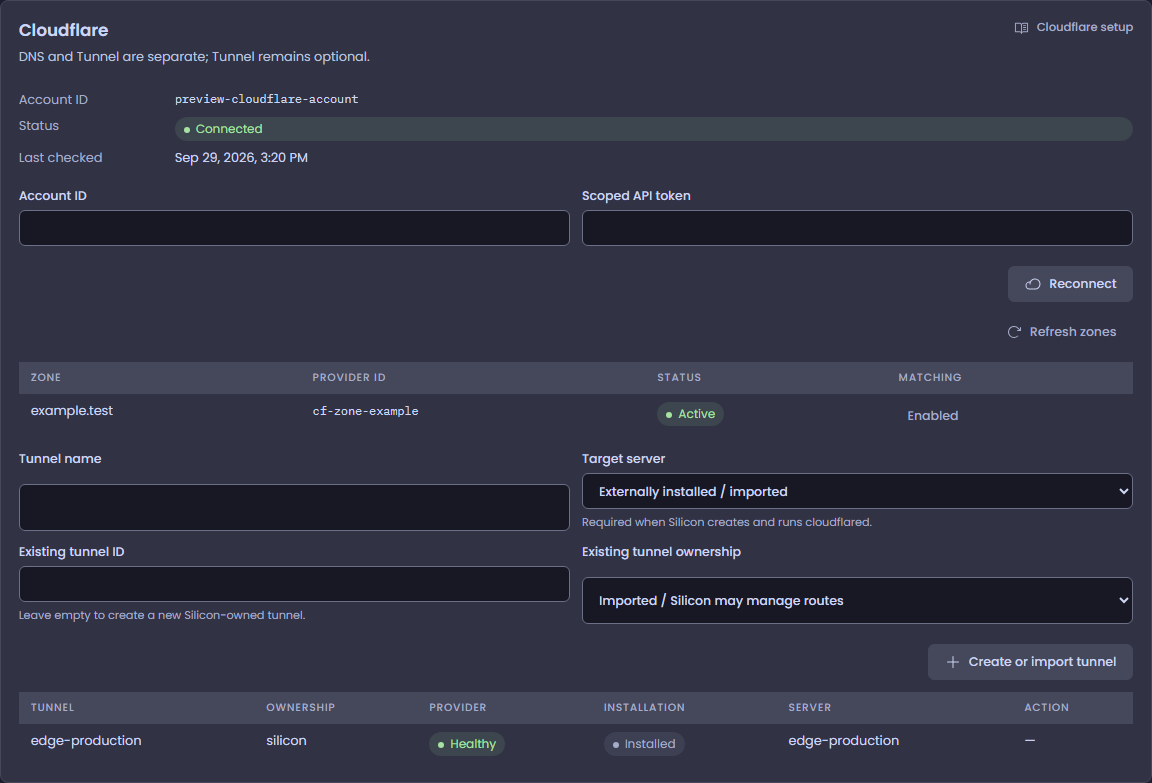 Cloudflare
Cloudflare setup
DNS and Tunnel are separate; Tunnel remains optional.
Account ID preview-cloudflare-account
Status Connected
Last checked Sep 29, 2026, 3:20 PM
Account ID Scoped API token
Reconnect
Refresh zones
ZONE PROVIDER ID STATUS MATCHING
example.test cf-zone-example Active Enabled
Tunnel name Target server
Externally installed / imported
Required when Silicon creates and runs cloudflared.
Existing tunnel ID Existing tunnel ownership
Imported / Silicon may manage routes
Leave empty to create a new Silicon-owned tunnel.
Create or import tunnel
TUNNEL OWNERSHIP PROVIDER INSTALLATION SERVER ACTION
edge-production silicon Healthy Installed edge-production —